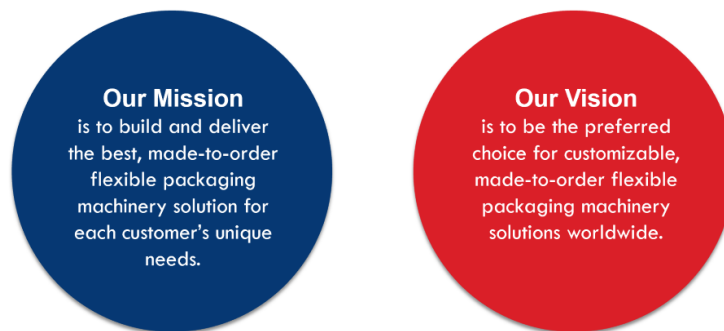 Our Mission
is to build and deliver
the best, made-to-order
flexible packaging
machinery solution for
each customer's unique
needs.
Our Vision
is to be the preferred
choice for customizable,
made-to-order flexible
packaging machinery
solutions worldwide.